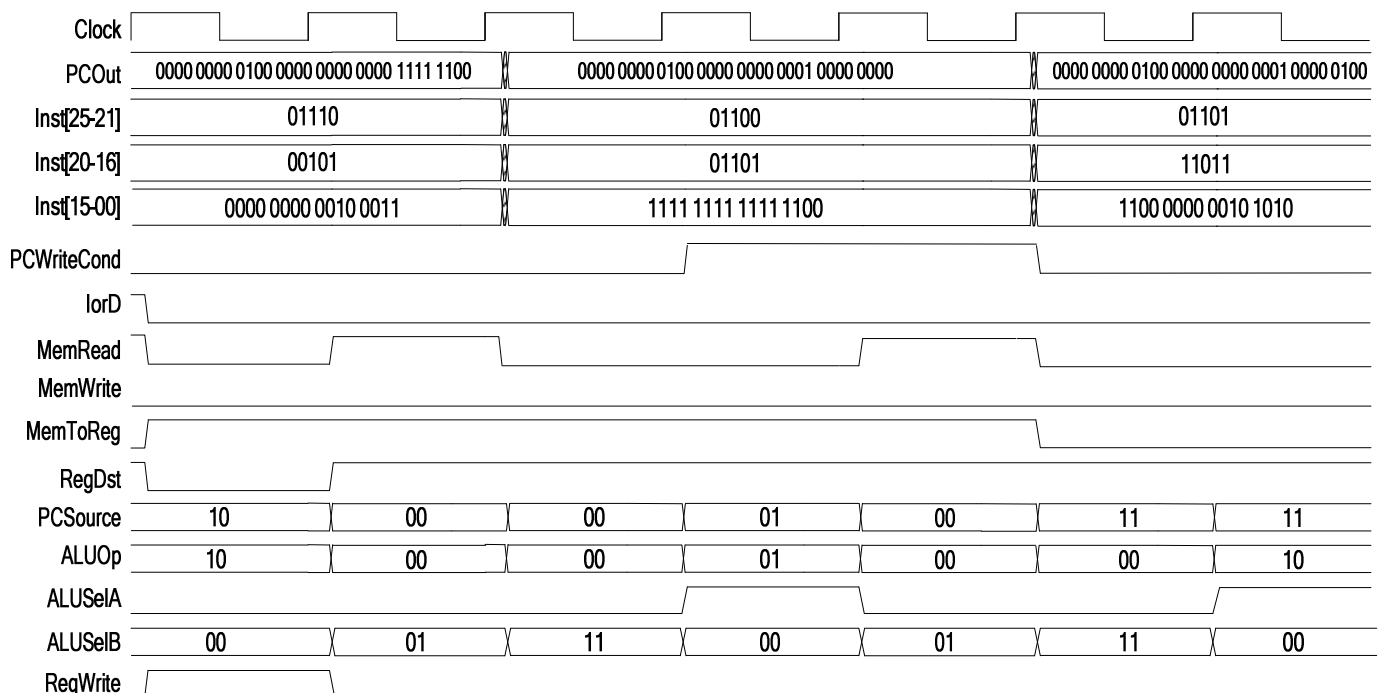 Clock
PCOut 0000 0000 0100 0000 0000 0000 1111 1100 0000 0000 0100 0000 0000 0001 0000 0000 0000 0000 0100 0000 0000 0001 0000 0100
Inst[25-21] 01110 01100 01101
Inst[20-16] 00101 01101 11011
Inst[15-00] 0000 0000 0010 0011 1111 1111 1111 1100 1100 0000 0010 1010
PCWriteCond
IorD
MemRead
MemWrite
MemToReg
RegDst
PCSource 10 00 00 01 00 11 11
ALUOp 10 00 00 01 00 00 10
ALUSelA
ALUSelB 00 01 11 00 01 11 00
RegWrite